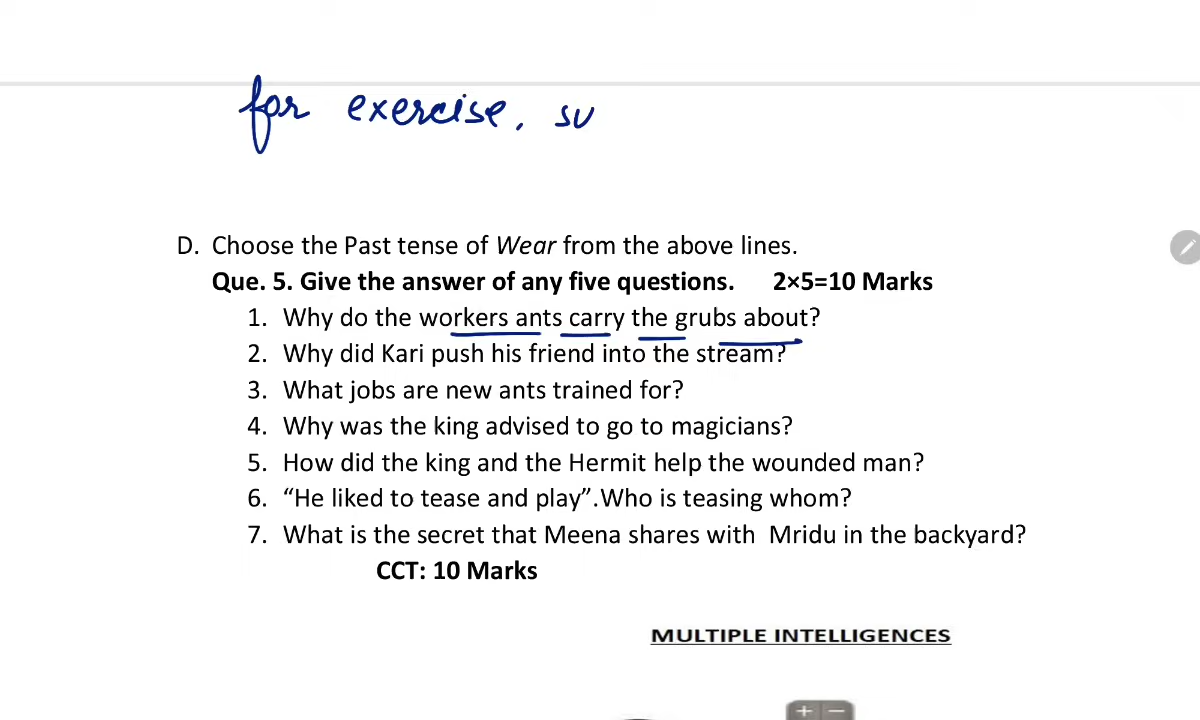 for exercise, su
D. Choose the Past tense of Wear from the above lines.
Que. 5. Give the answer of any five questions. 2×5=10 Marks
1. Why do the workers ants carry the grubs about?
2. Why did Kari push his friend into the stream?
3. What jobs are new ants trained for?
4. Why was the king advised to go to magicians?
5. How did the king and the Hermit help the wounded man?
6. “He liked to tease and play”.Who is teasing whom?
7. What is the secret that Meena shares with Mridu in the backyard?
CCT: 10 Marks
MULTIPLE INTELLIGENCES